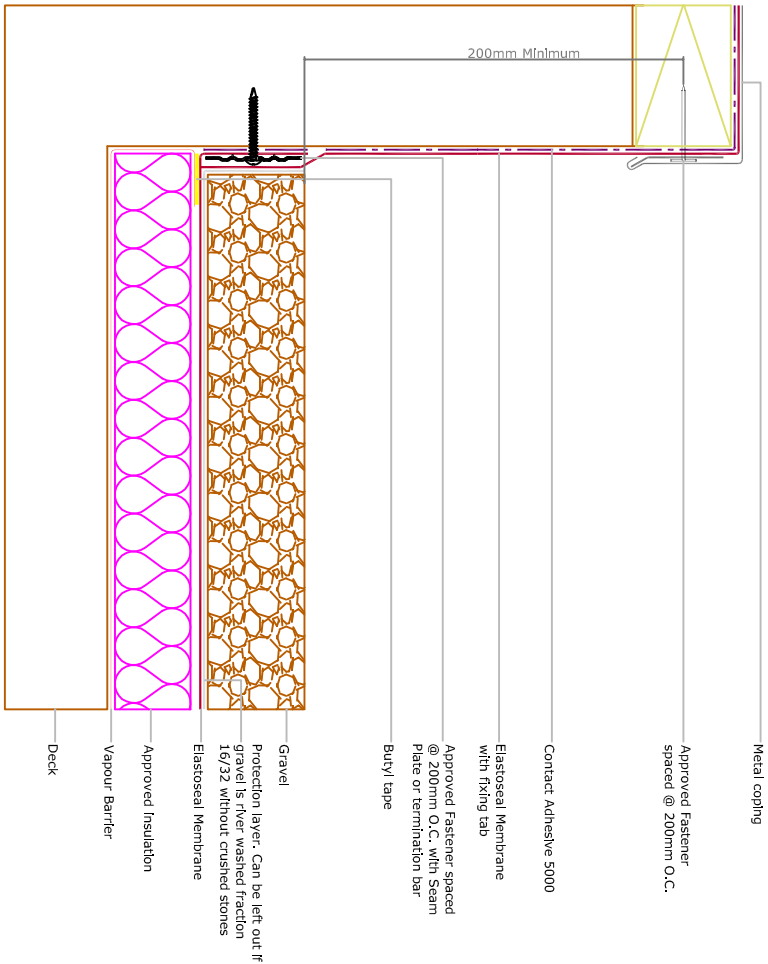 200mm Minimum
Metal coping
Approved Fastener
spaced @ 200mm O.C.
Contact Adhesive 5000
Elastoseal Membrane
with fixing tab
Approved Fastener spaced
@ 200mm O.C. with Seam
Plate or termination bar
Butyl tape
Gravel
Protection layer. Can be left out if
gravel is river washed fraction
16/32 without crushed stones
Elastoseal Membrane
Approved Insulation
Vapour Barrier
Deck